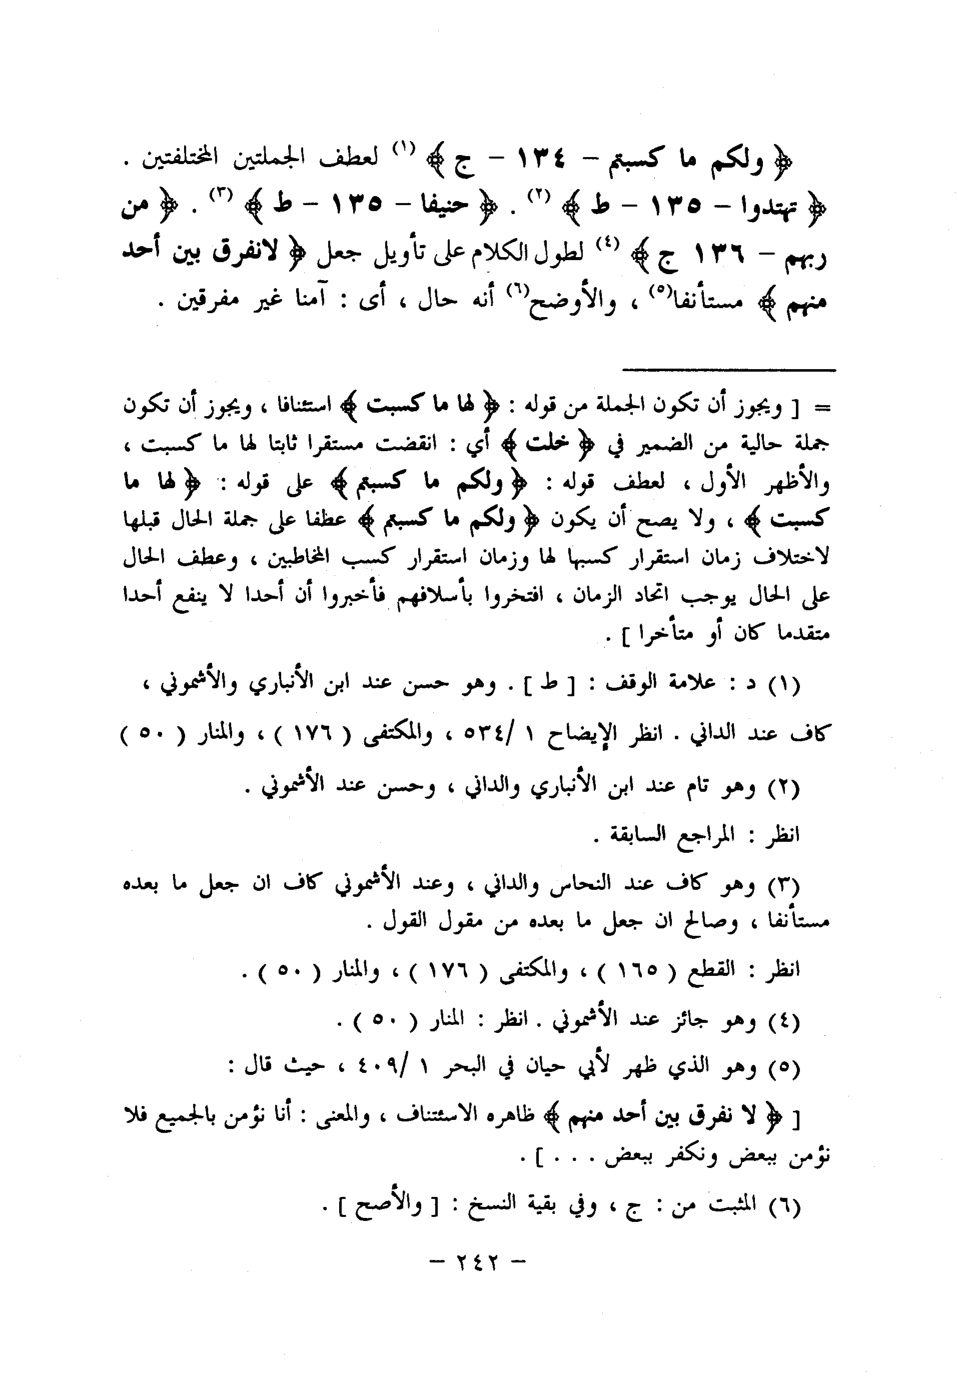 ﴿ ولكم ما كسبتم – ١٣٤ – ج ﴾ (١) لعطف الجملتين المختلفتين .
﴿ تهتدوا – ١٣٥ – ط ﴾ (٢) . ﴿ حنيفا – ١٣٥ – ط ﴾ (٣) . ﴿ من
ربهم – ١٣٦ ج ﴾ (٤) لطول الكلام على تأويل جعل ﴿ لانفرق بين أحد
منهم ﴾ مستأنفا(٥) ، والأوضح(٦) أنه حال ، أى : آمنا غير مفرقين .
= [ ويجوز أن تكون الجملة من قوله : ﴿ لها ما كسبت ﴾ استئنافا ، ويجوز أن تكون
جملة حالية من الضمير في ﴿ خلت ﴾ أي : انقضت مستقرا ثابتا لها ما كسبت ،
والأظهر الأول ، لعطف قوله : ﴿ ولكم ما كسبتم ﴾ على قوله : ﴿ لها ما
كسبت ﴾ ، ولا يصح أن يكون ﴿ ولكم ما كسبتم ﴾ عظفا على جملة الحال قبلها
لاختلاف زمان استقرار كسبها لها وزمان استقرار كسب المخاطبين ، وعطف الحال
على الحال يوجب اتحاد الزمان ، افتخروا بأسلافهم فأخبروا أن أحدا لا ينفع أحدا
متقدما كان أو متأخرا ] .
(١) د : علامة الوقف : [ ط ] . وهو حسن عند ابن الأنباري والأشموني ،
كاف عند الداني . انظر الإيضاح ١ /٥٣٤ ، والمكتفى ( ١٧٦ ) ، والمنار ( ٥٠ )
(٢) وهو تام عند ابن الأنباري والداني ، وحسن عند الأشموني .
انظر : المراجع السابقة .
(٣) وهو كاف عند النحاس والداني ، وعند الأشموني كاف ان جعل ما بعده
مستأنفا ، وصالح ان جعل ما بعده من مقول القول .
انظر : القطع ( ١٦٥ ) ، والمكتفى ( ١٧٦ ) ، والمنار ( ٥٠ ) .
(٤) وهو جائز عند الأشموني . انظر : المنار ( ٥٠ ) .
(٥) وهو الذي ظهر لأبي حيان في البحر ١ /٤٠٩ ، حيث قال :
[ ﴿ لا نفرق بين أحد منهم ﴾ ظاهره الاستئناف ، والمعنى : أنا نؤمن بالجميع فلا
نؤمن ببعض ونكفر ببعض . . . ] .
(٦) المثبت من : ج ، وفي بقية النسخ : [ والأصح ] .
– ٢٤٢ –